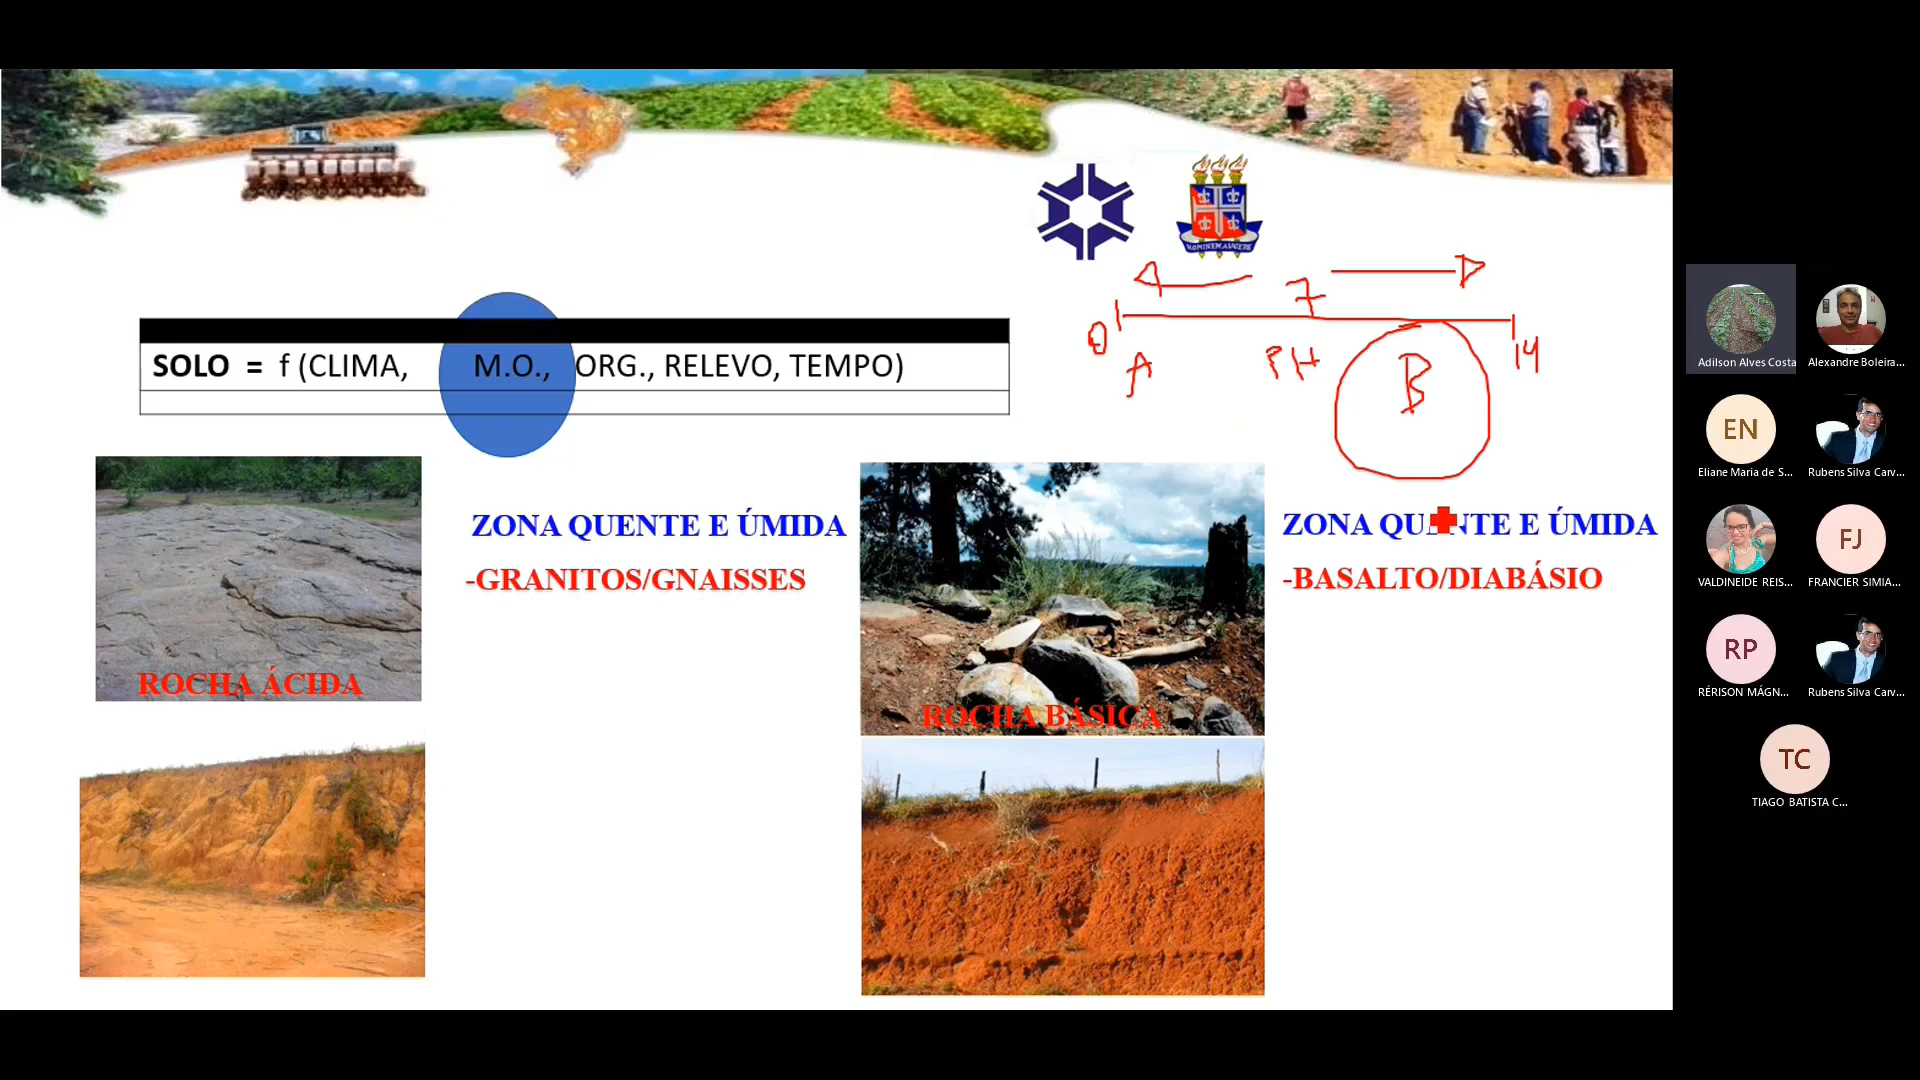 HOMINEM AUGERE
7
0
14
A
PH
B
SOLO = f (CLIMA, M.O., ORG., RELEVO, TEMPO)
ZONA QUENTE E ÚMIDA
-GRANITOS/GNAISSES
ROCHA ÁCIDA
ZONA QUENTE E ÚMIDA
-BASALTO/DIABÁSIO
ROCHA BÁSICA
Adilson Alves Costa
Alexandre Boleira...
EN
Eliane Maria de S...
Rubens Silva Carv...
VALDINEIDE REIS...
FJ
FRANCIER SIMIA...
RP
RÉRISON MÁGN...
Rubens Silva Carv...
TC
TIAGO BATISTA C...